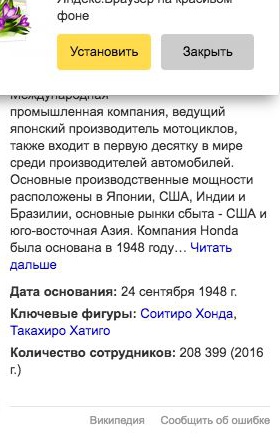 Яндекс.Браузер на красивом
фоне
Установить
Закрыть
Международная
промышленная компания, ведущий
японский производитель мотоциклов,
также входит в первую десятку в мире
среди производителей автомобилей.
Основные производственные мощности
расположены в Японии, США, Индии и
Бразилии, основные рынки сбыта - США и
юго-восточная Азия. Компания Honda
была основана в 1948 году… Читать
дальше
Дата основания: 24 сентября 1948 г.
Ключевые фигуры: Соитиро Хонда,
Такахиро Хатиго
Количество сотрудников: 208 399 (2016
г.)
Википедия Сообщить об ошибке